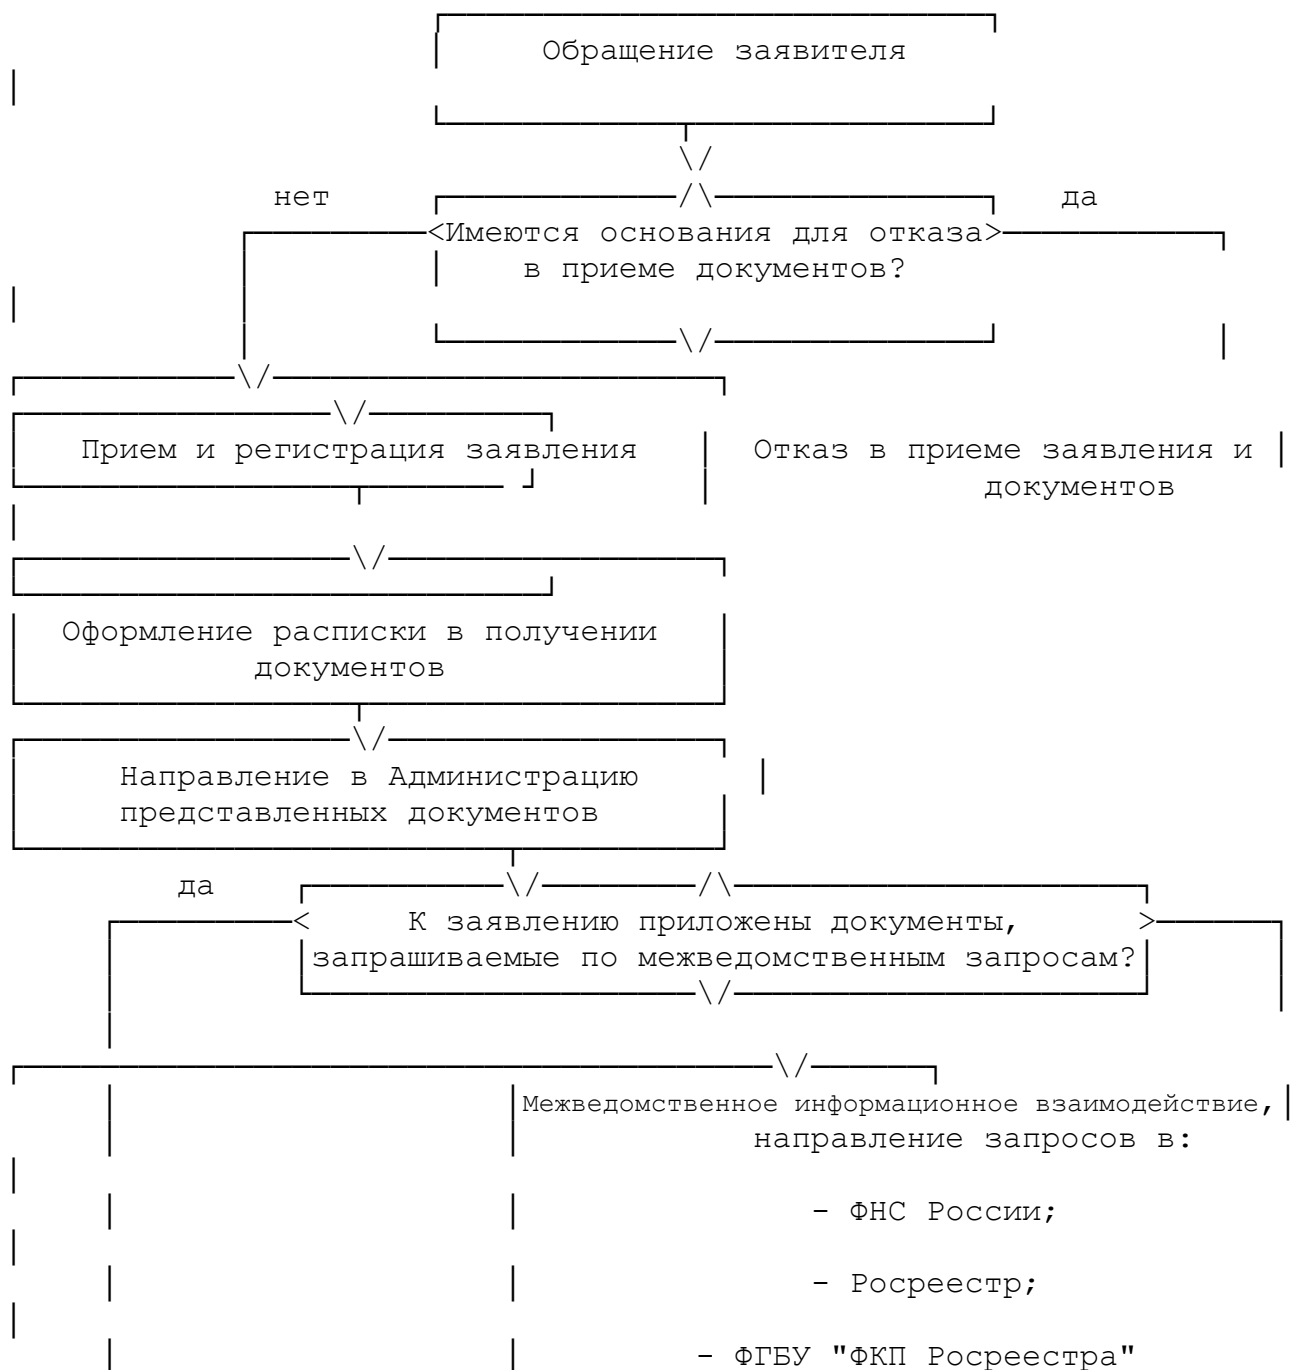 Обращение заявителя
нет да
Имеются основания для отказа
в приеме документов?
Прием и регистрация заявления Отказ в приеме заявления и
документов
Оформление расписки в получении
документов
Направление в Администрацию
представленных документов
да
К заявлению приложены документы,
запрашиваемые по межведомственным запросам?
Межведомственное информационное взаимодействие,
направление запросов в:
- ФНС России;
- Росреестр;
- ФГБУ "ФКП Росреестра"